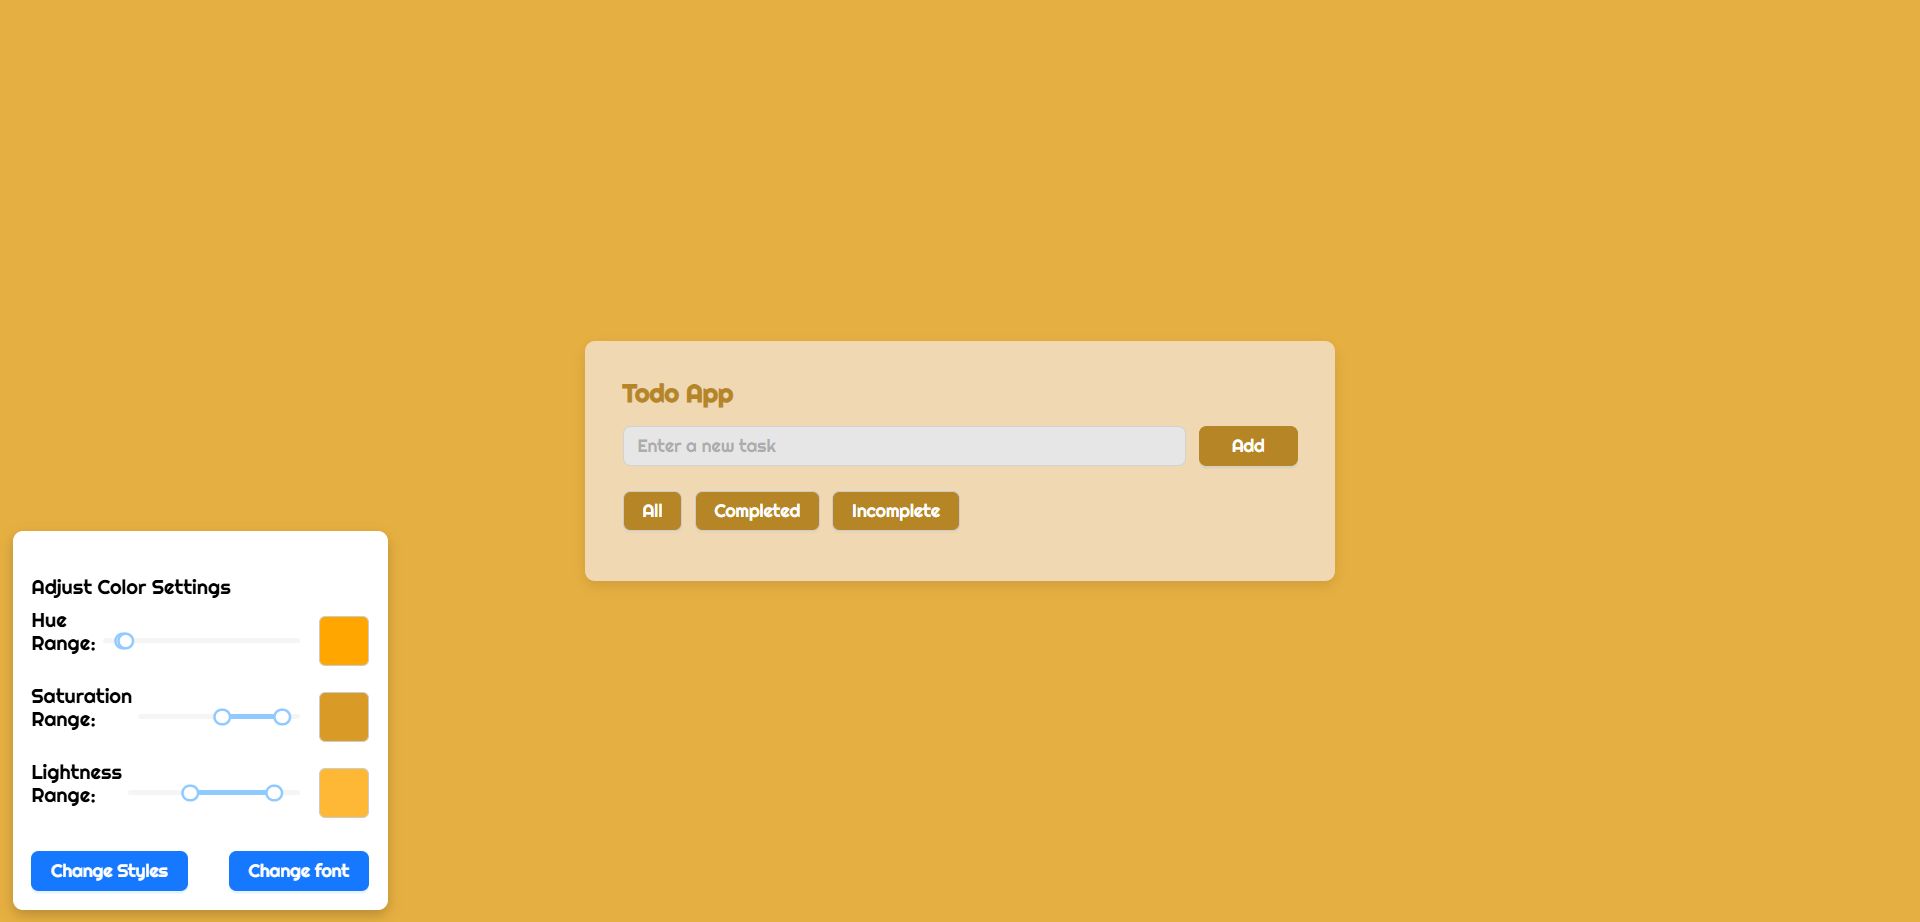 Todo App
Enter a new task
Add
All
Completed
Incomplete
Adjust Color Settings
Hue
Range:
Saturation
Range:
Lightness
Range:
Change Styles
Change font